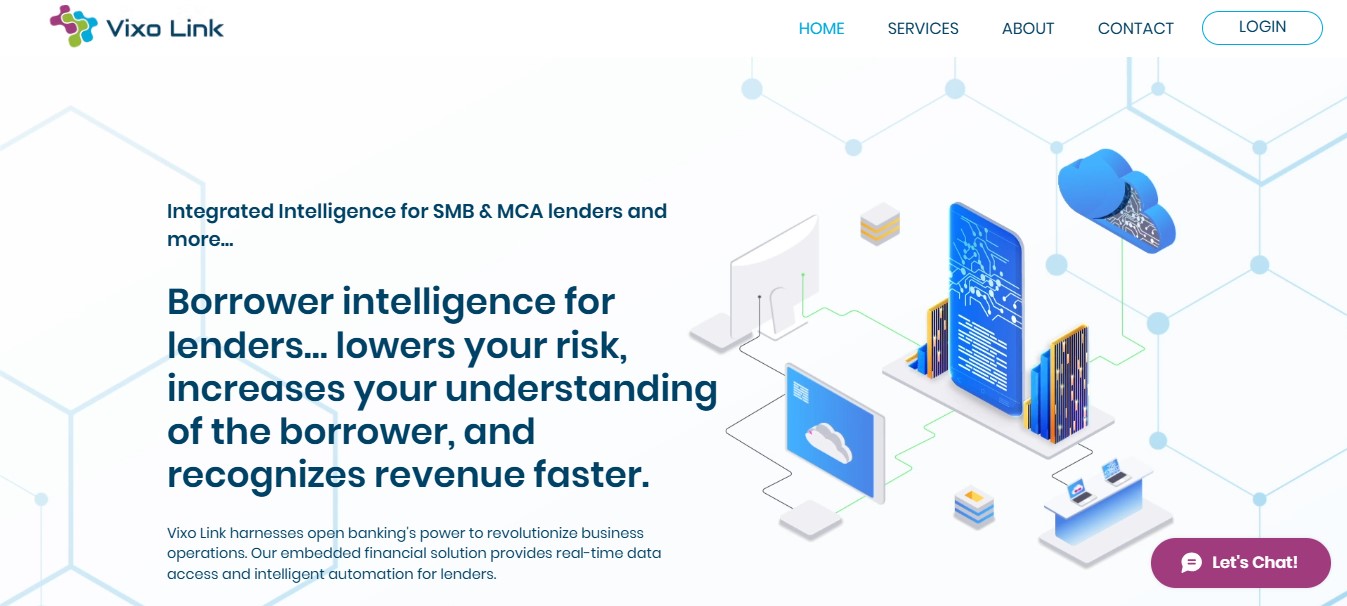 Vixo Link
HOME
SERVICES
ABOUT
CONTACT
LOGIN
Integrated Intelligence for SMB & MCA lenders and
more...
Borrower intelligence for
lenders... lowers your risk,
increases your understanding
of the borrower, and
recognizes revenue faster.
Vixo Link harnesses open banking's power to revolutionize business
operations. Our embedded financial solution provides real-time data
access and intelligent automation for lenders.
Let's Chat!